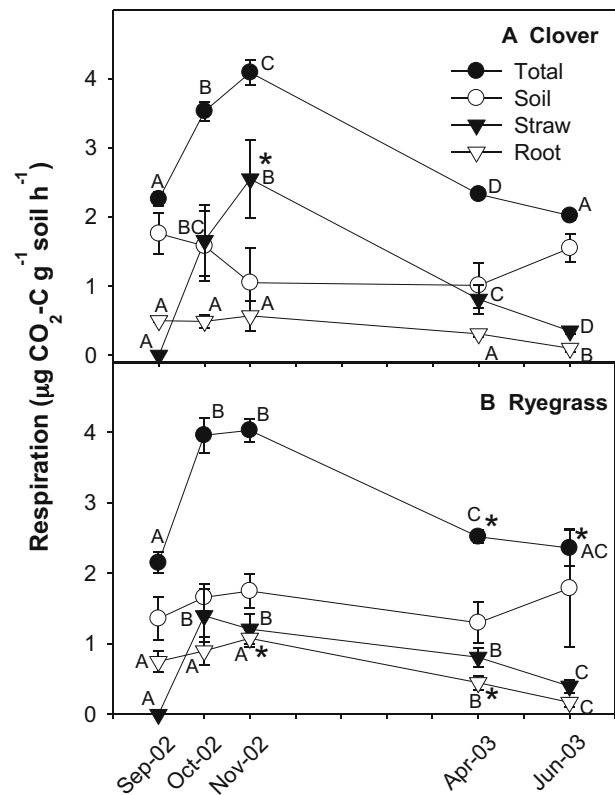 A Clover
Total
Soil
Straw
Root
4
3
2
1
0
A
B
C
D
A
BC
*
B
C
D
A
A
A
A
A
B
Respiration (µg CO2-C g-1 soil h-1)
B Ryegrass
4
3
2
1
0
A
B
B
C
*
*
AC
A
B
B
B
C
A
A
A
*
B
*
C
Sep-02
Oct-02
Nov-02
Apr-03
Jun-03